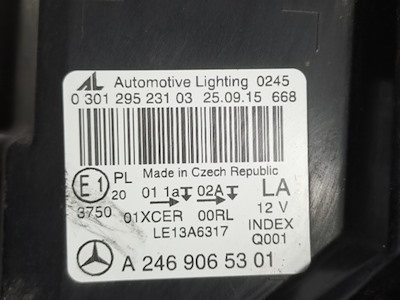 AL Automotive Lighting 0245
0 301 295 231 03 25.09.15 668
Made in Czech Republic
E1 PL 01 1a 02A LA
20
3750 01XCER 00RL 12 V
LE13A6317 INDEX
Q001
A 246 906 53 01